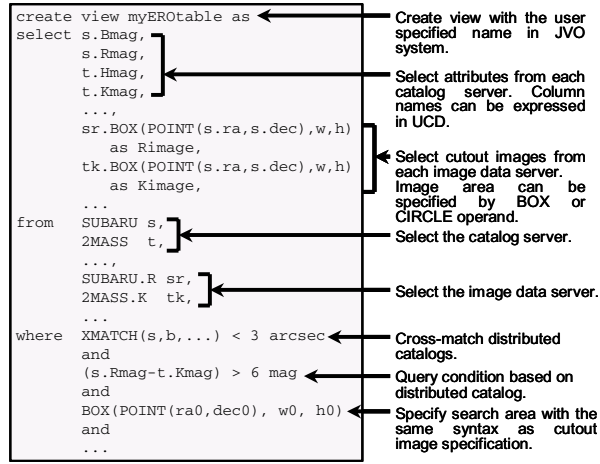 create view myEROtable as
select s.Bmag,
s.Rmag,
t.Hmag,
t.Kmag,
...,
sr.BOX(POINT(s.ra,s.dec),w,h)
as Rimage,
tk.BOX(POINT(s.ra,s.dec),w,h)
as Kimage,
...
from SUBARU s,
2MASS t,
...,
SUBARU.R sr,
2MASS.K tk,
...
where XMATCH(s,b,...) < 3 arcsec
and
(s.Rmag-t.Kmag) > 6 mag
and
BOX(POINT(ra0,dec0), w0, h0)
and
...
Create view with the user
specified name in JVO
system.
Select attributes from each
catalog server. Column
names can be expressed
in UCD.
Select cutout images from
each image data server.
Image area can be
specified by BOX or
CIRCLE operand.
Select the catalog server.
Select the image data server.
Cross-match distributed
catalogs.
Query condition based on
distributed catalog.
Specify search area with the
same syntax as cutout
image specification.